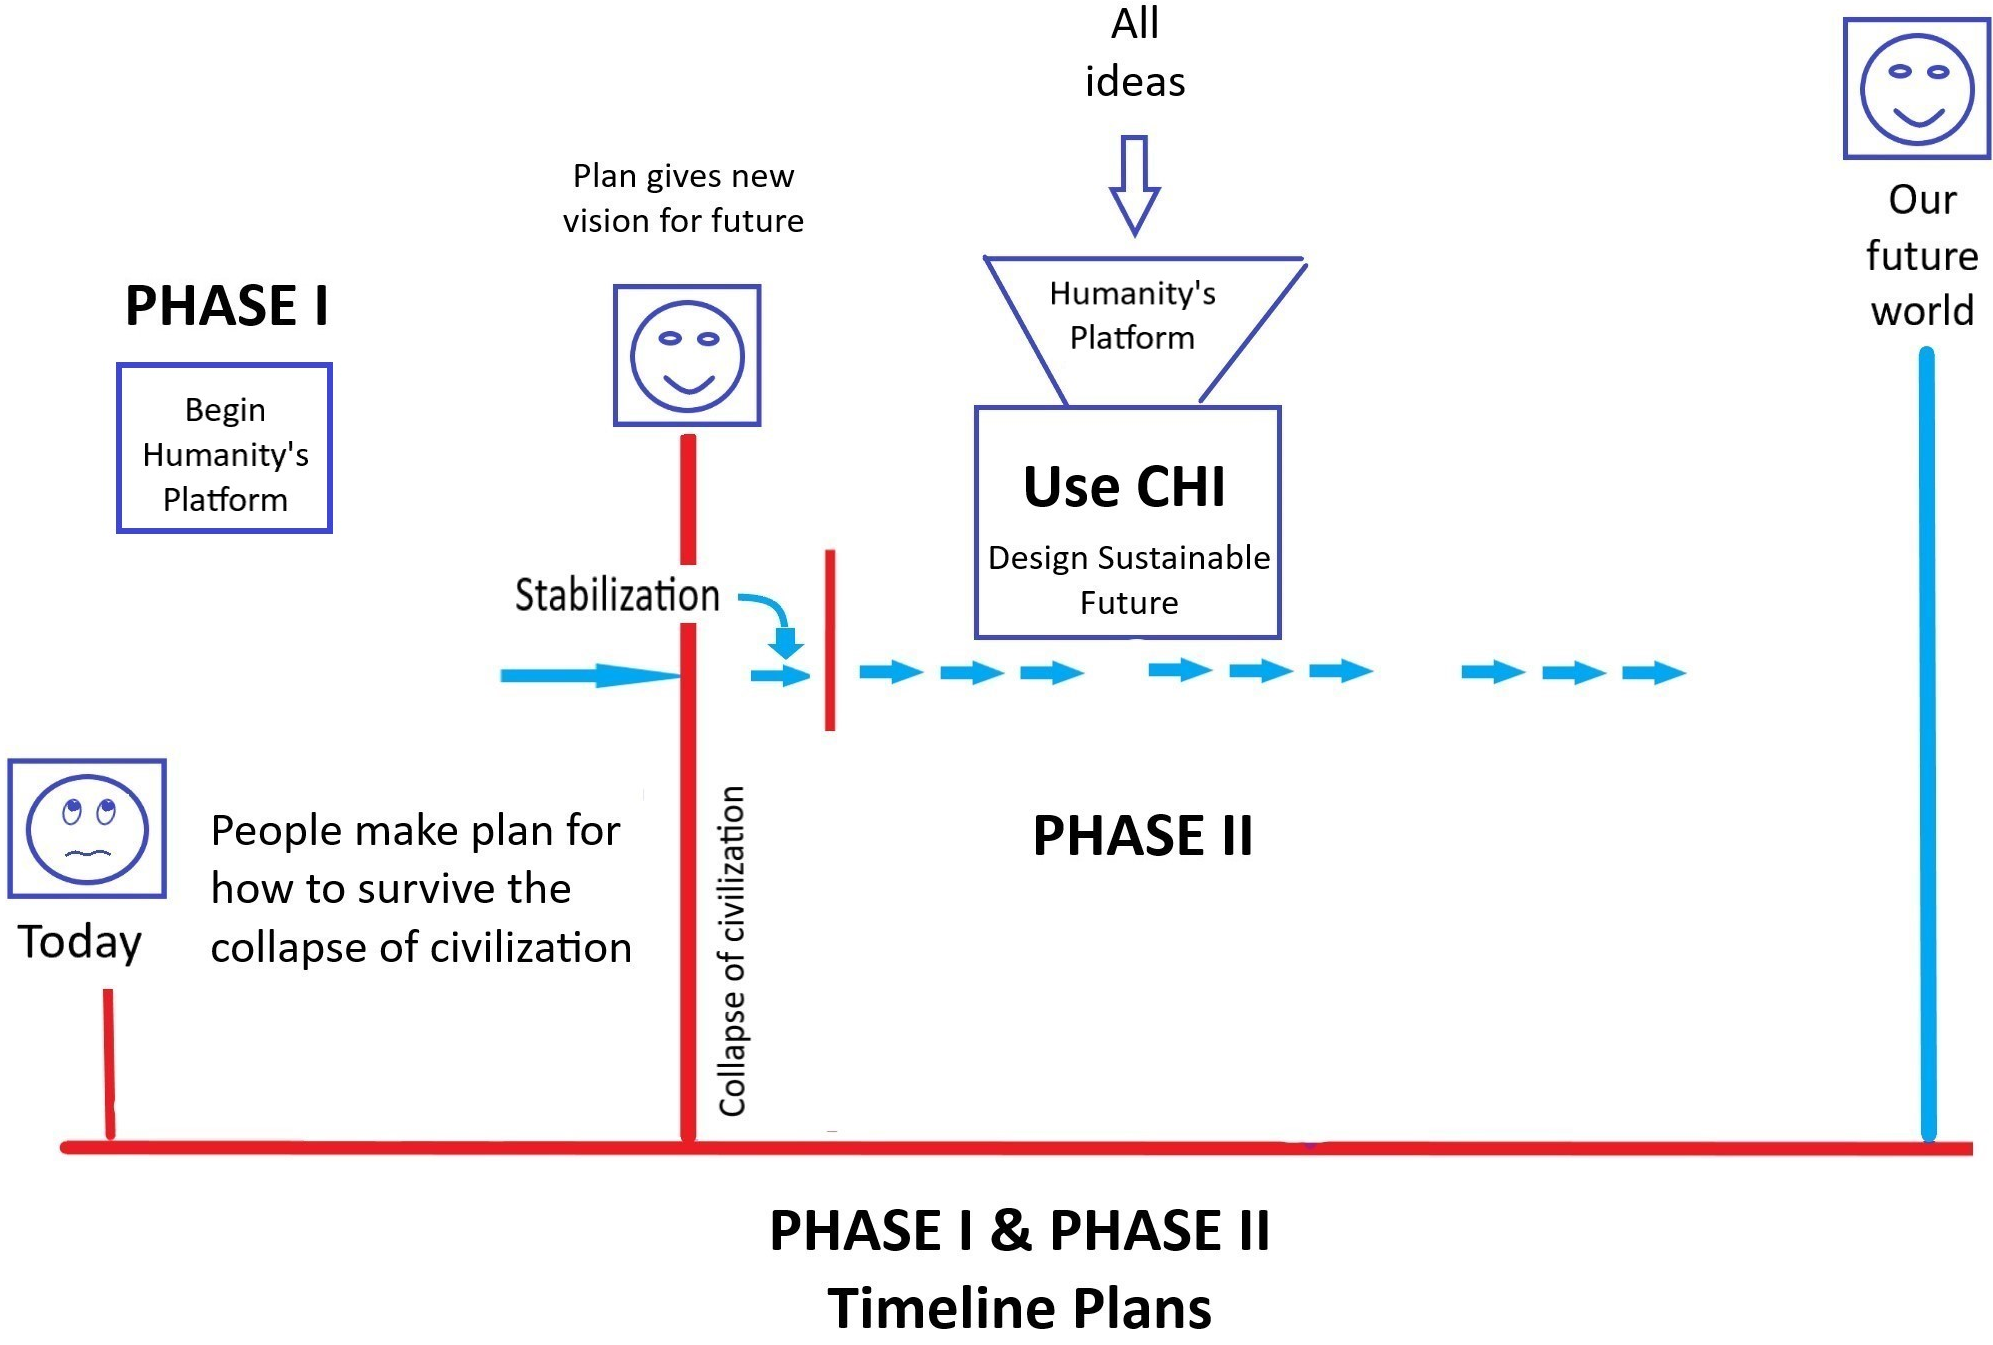 All
ideas
Plan gives new
vision for future
Our
future
world
PHASE I
Humanity's
Platform
Begin
Humanity's
Platform
Use CHI
Design Sustainable
Future
Stabilization
PHASE II
People make plan for
how to survive the
collapse of civilization
Today
Collapse of civilization
PHASE I & PHASE II
Timeline Plans